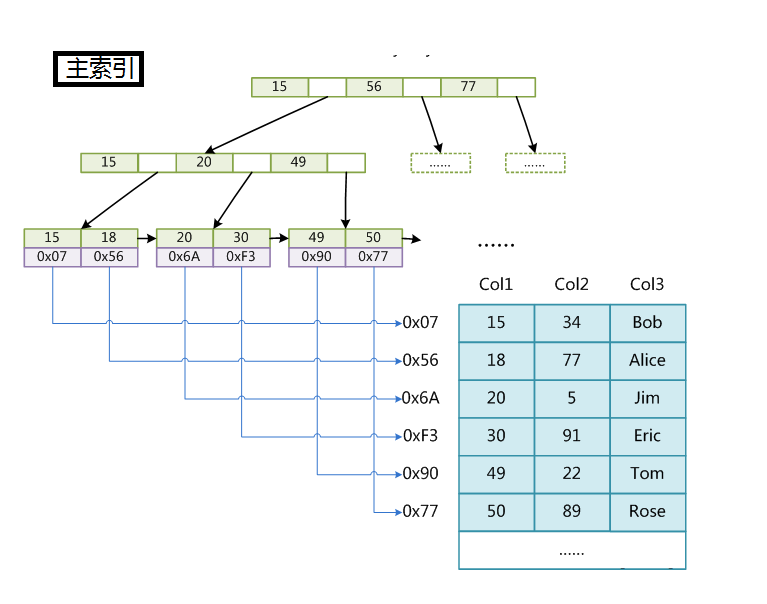 主索引
15 56 77
15 20 49 ...... ......
15 18 20 30 49 50
0x07 0x56 0x6A 0xF3 0x90 0x77
......
Col1 Col2 Col3
0x07 15 34 Bob
0x56 18 77 Alice
0x6A 20 5 Jim
0xF3 30 91 Eric
0x90 49 22 Tom
0x77 50 89 Rose
......